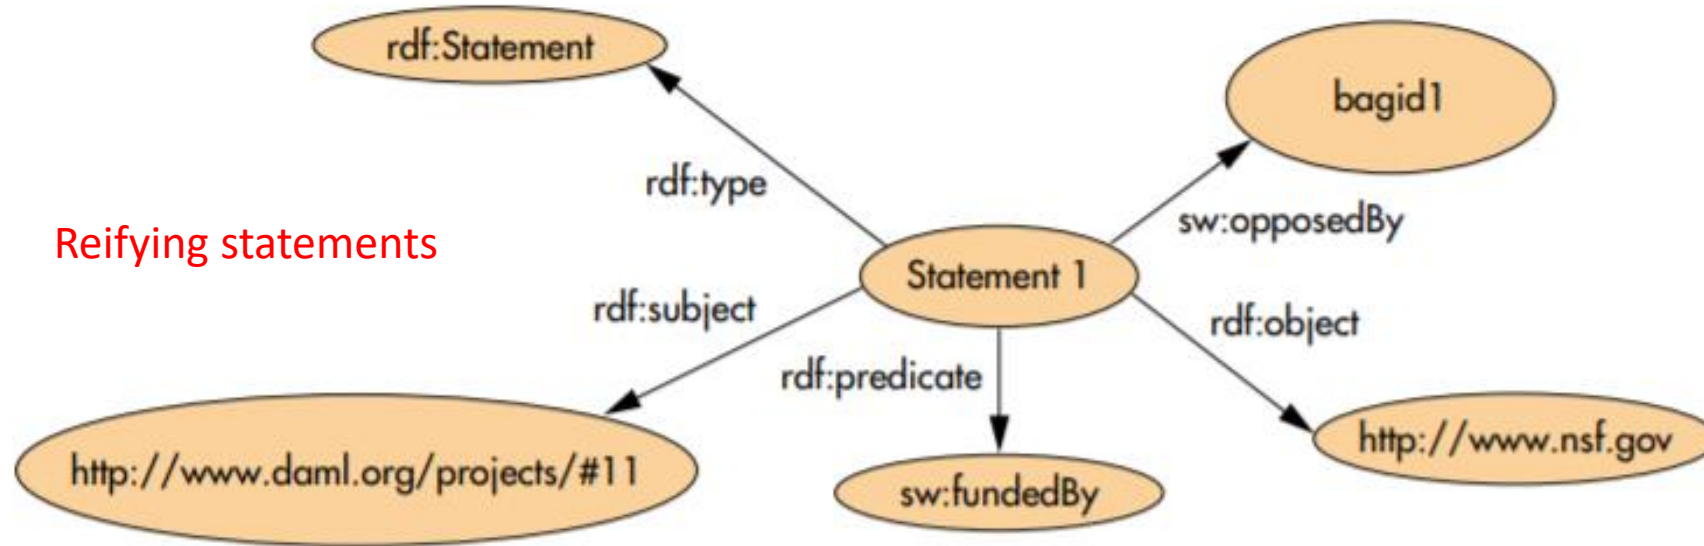 rdf:Statement
bagid1
rdf:type
sw:opposedBy
Reifying statements
Statement 1
rdf:subject
rdf:object
rdf:predicate
http://www.daml.org/projects/#11
sw:fundedBy
http://www.nsf.gov